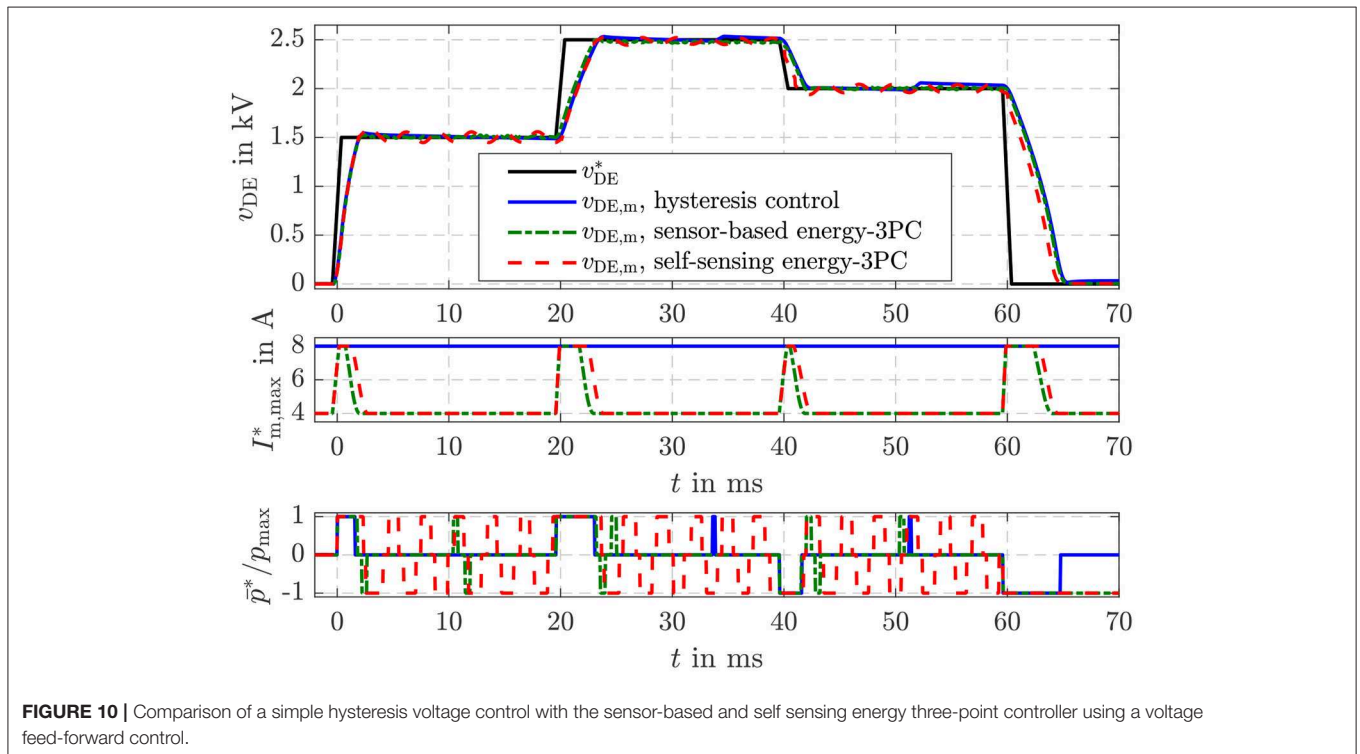 2.5
2
1.5
1
0.5
0
v_DE in kV
v*_DE
v_DE,m, hysteresis control
v_DE,m, sensor-based energy-3PC
v_DE,m, self-sensing energy-3PC
0 10 20 30 40 50 60 70
8
6
4
I*_m,max in A
0 10 20 30 40 50 60 70
t in ms
1
0
-1
p̄*/p_max
0 10 20 30 40 50 60 70
t in ms
FIGURE 10 | Comparison of a simple hysteresis voltage control with the sensor-based and self sensing energy three-point controller using a voltage
feed-forward control.